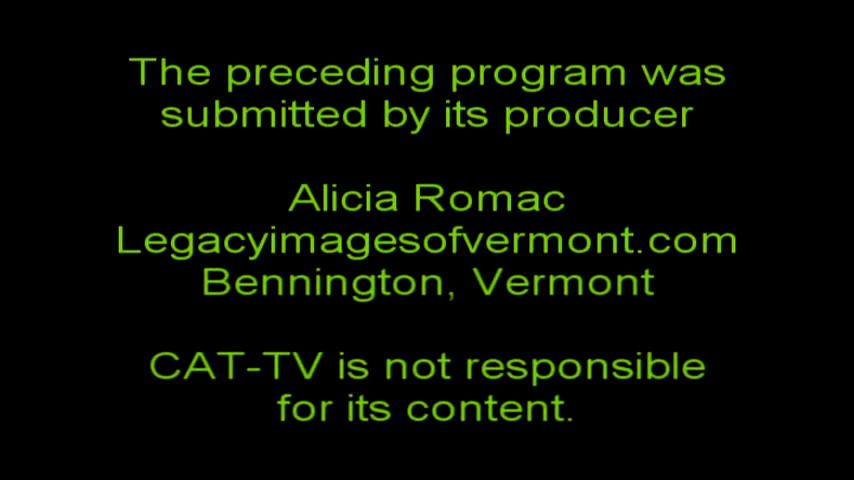 The preceding program was
submitted by its producer
Alicia Romac
Legacyimagesofvermont.com
Bennington, Vermont
CAT-TV is not responsible
for its content.